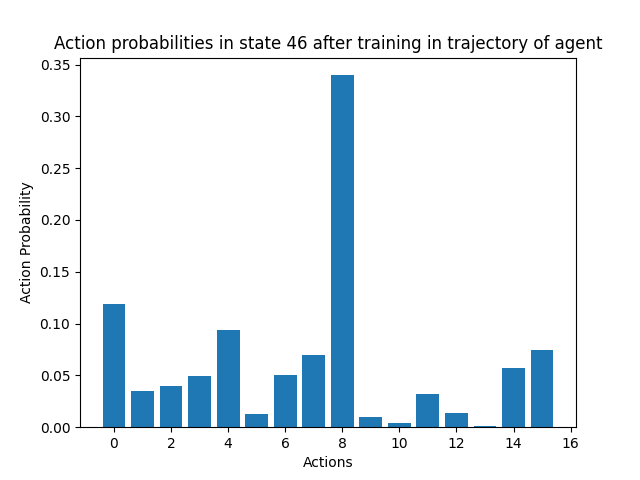 Action probabilities in state 46 after training in trajectory of agent
0.35
0.30
0.25
0.20
0.15
0.10
0.05
0.00
Action Probability
0 2 4 6 8 10 12 14 16
Actions